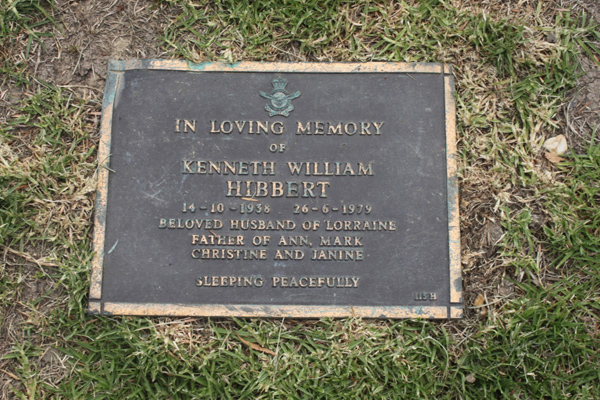 IN LOVING MEMORY
OF
KENNETH WILLIAM
HIBBERT
14-10-1938 26-6-1979
BELOVED HUSBAND OF LORRAINE
FATHER OF ANN, MARK
CHRISTINE AND JANINE
SLEEPING PEACEFULLY